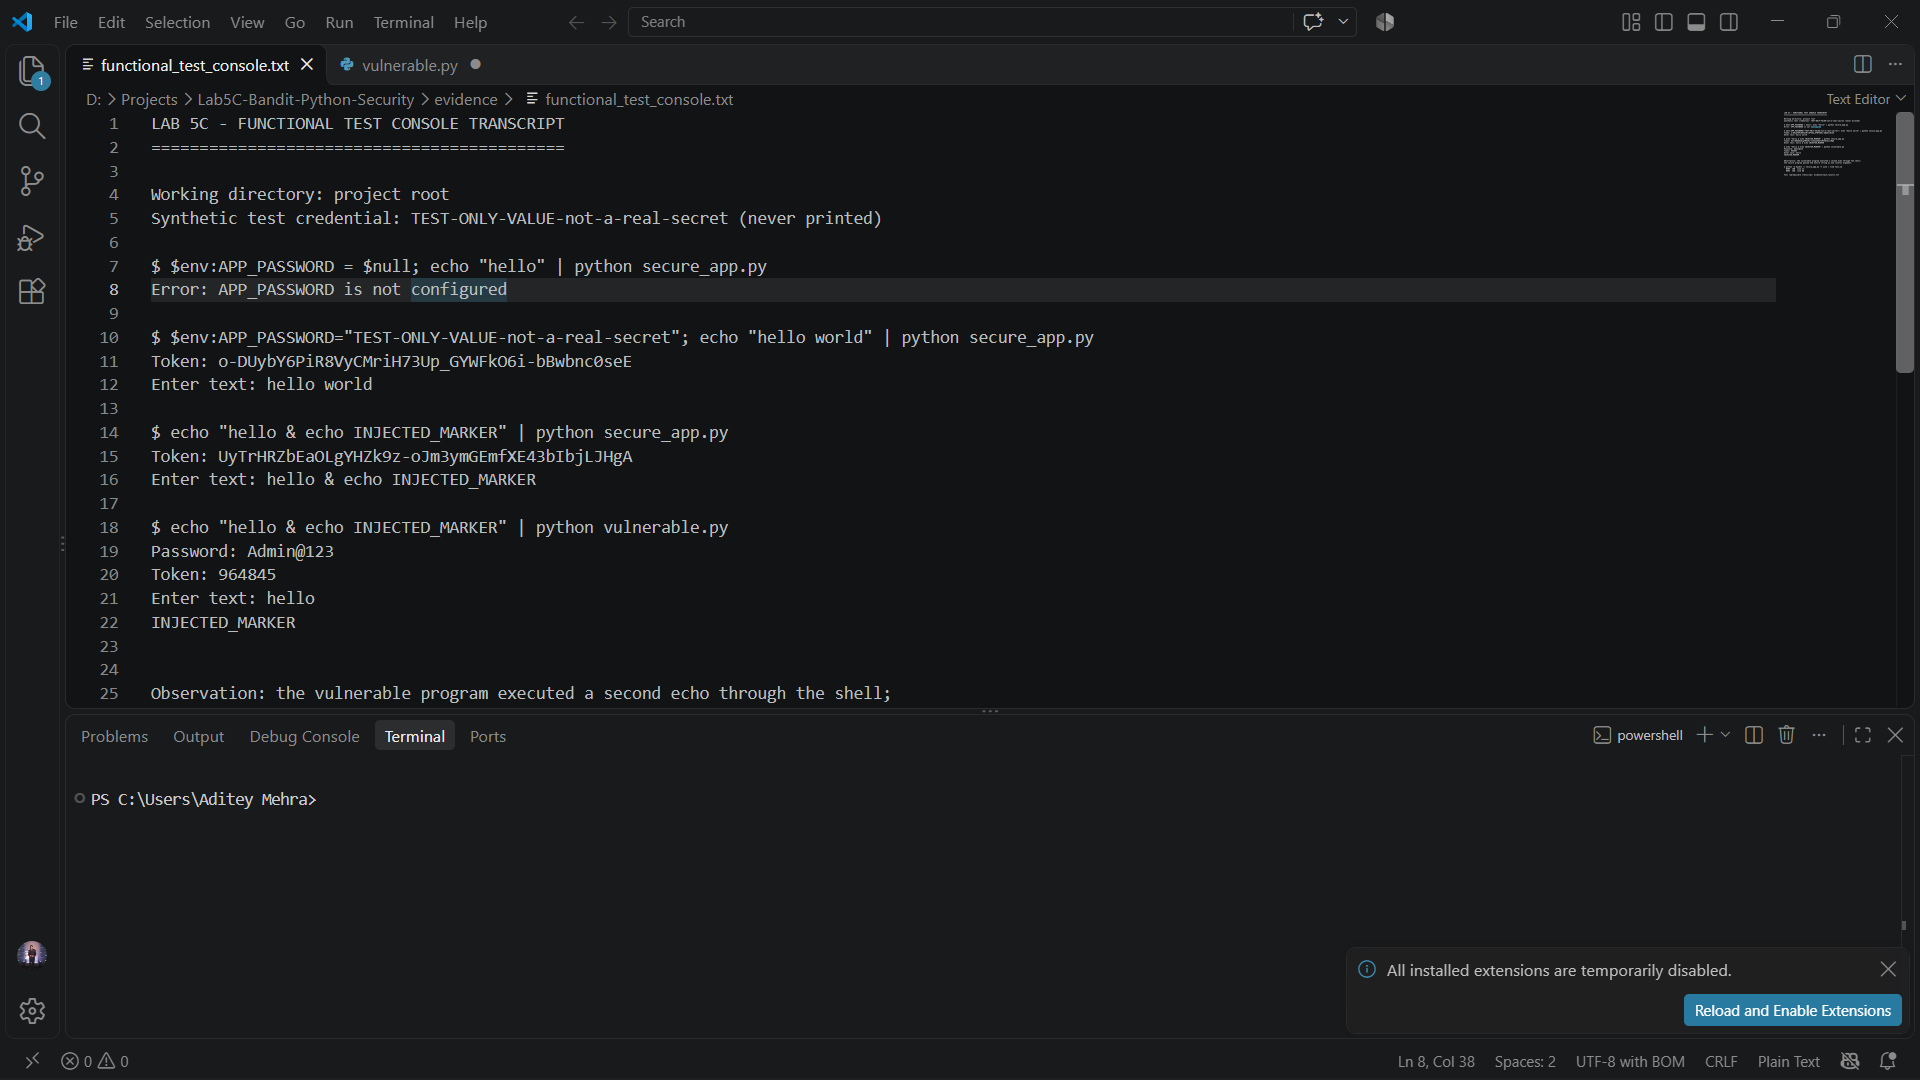 File Edit Selection View Go Run Terminal Help Search
functional_test_console.txt vulnerable.py
D: Projects Lab5C-Bandit-Python-Security evidence functional_test_console.txt Text Editor
1 LAB 5C - FUNCTIONAL TEST CONSOLE TRANSCRIPT
2 ===========================================
3
4 Working directory: project root
5 Synthetic test credential: TEST-ONLY-VALUE-not-a-real-secret (never printed)
6
7 $ $env:APP_PASSWORD = $null; echo "hello" | python secure_app.py
8 Error: APP_PASSWORD is not configured
9
10 $ $env:APP_PASSWORD="TEST-ONLY-VALUE-not-a-real-secret"; echo "hello world" | python secure_app.py
11 Token: o-DUybY6PiR8VyCMriH73Up_GYWFkO6i-bBwbnc0seE
12 Enter text: hello world
13
14 $ echo "hello & echo INJECTED_MARKER" | python secure_app.py
15 Token: UyTrHRZbEaOLgYHZk9z-oJm3ymGEmfXE43bIbjLJHgA
16 Enter text: hello & echo INJECTED_MARKER
17
18 $ echo "hello & echo INJECTED_MARKER" | python vulnerable.py
19 Password: Admin@123
20 Token: 964845
21 Enter text: hello
22 INJECTED_MARKER
23
24
25 Observation: the vulnerable program executed a second echo through the shell;
Problems Output Debug Console Terminal Ports powershell
PS C:\Users\Aditey Mehra>
All installed extensions are temporarily disabled.
Reload and Enable Extensions
1
0 0 Ln 8, Col 38 Spaces: 2 UTF-8 with BOM CRLF Plain Text